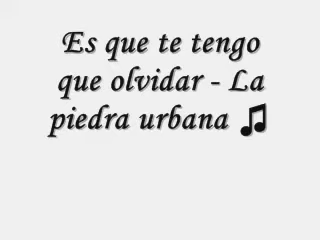 Es que te tengo
que olvidar - La
piedra urbana ♫